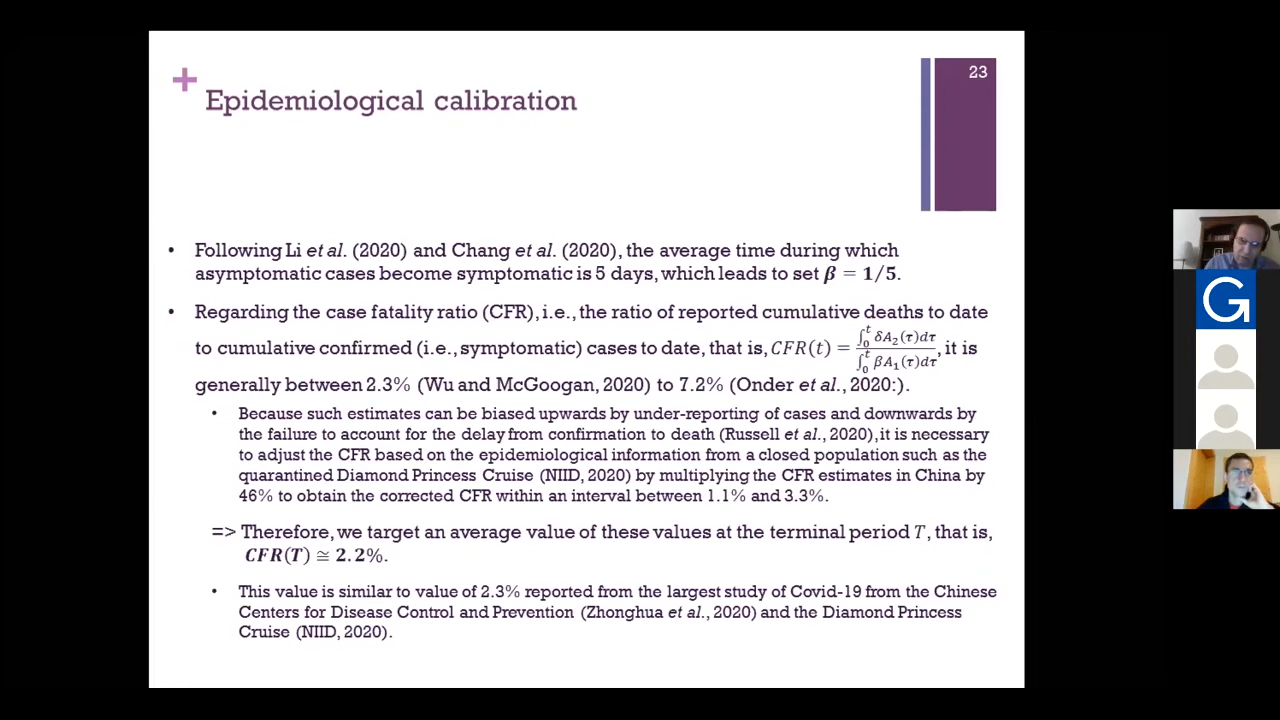 23
+
Epidemiological calibration
• Following Li et al. (2020) and Chang et al. (2020), the average time during which
asymptomatic cases become symptomatic is 5 days, which leads to set β = 1/5.
• Regarding the case fatality ratio (CFR), i.e., the ratio of reported cumulative deaths to date
to cumulative confirmed (i.e., symptomatic) cases to date, that is, CFR(t) = ∫₀ᵗ δA₂(τ)dτ / ∫₀ᵗ βA₁(τ)dτ, it is
generally between 2.3% (Wu and McGoogan, 2020) to 7.2% (Onder et al., 2020:).
• Because such estimates can be biased upwards by under-reporting of cases and downwards by
the failure to account for the delay from confirmation to death (Russell et al., 2020), it is necessary
to adjust the CFR based on the epidemiological information from a closed population such as the
quarantined Diamond Princess Cruise (NIID, 2020) by multiplying the CFR estimates in China by
46% to obtain the corrected CFR within an interval between 1.1% and 3.3%.
=> Therefore, we target an average value of these values at the terminal period T, that is,
CFR(T) ≅ 2.2%.
• This value is similar to value of 2.3% reported from the largest study of Covid-19 from the Chinese
Centers for Disease Control and Prevention (Zhonghua et al., 2020) and the Diamond Princess
Cruise (NIID, 2020).
G